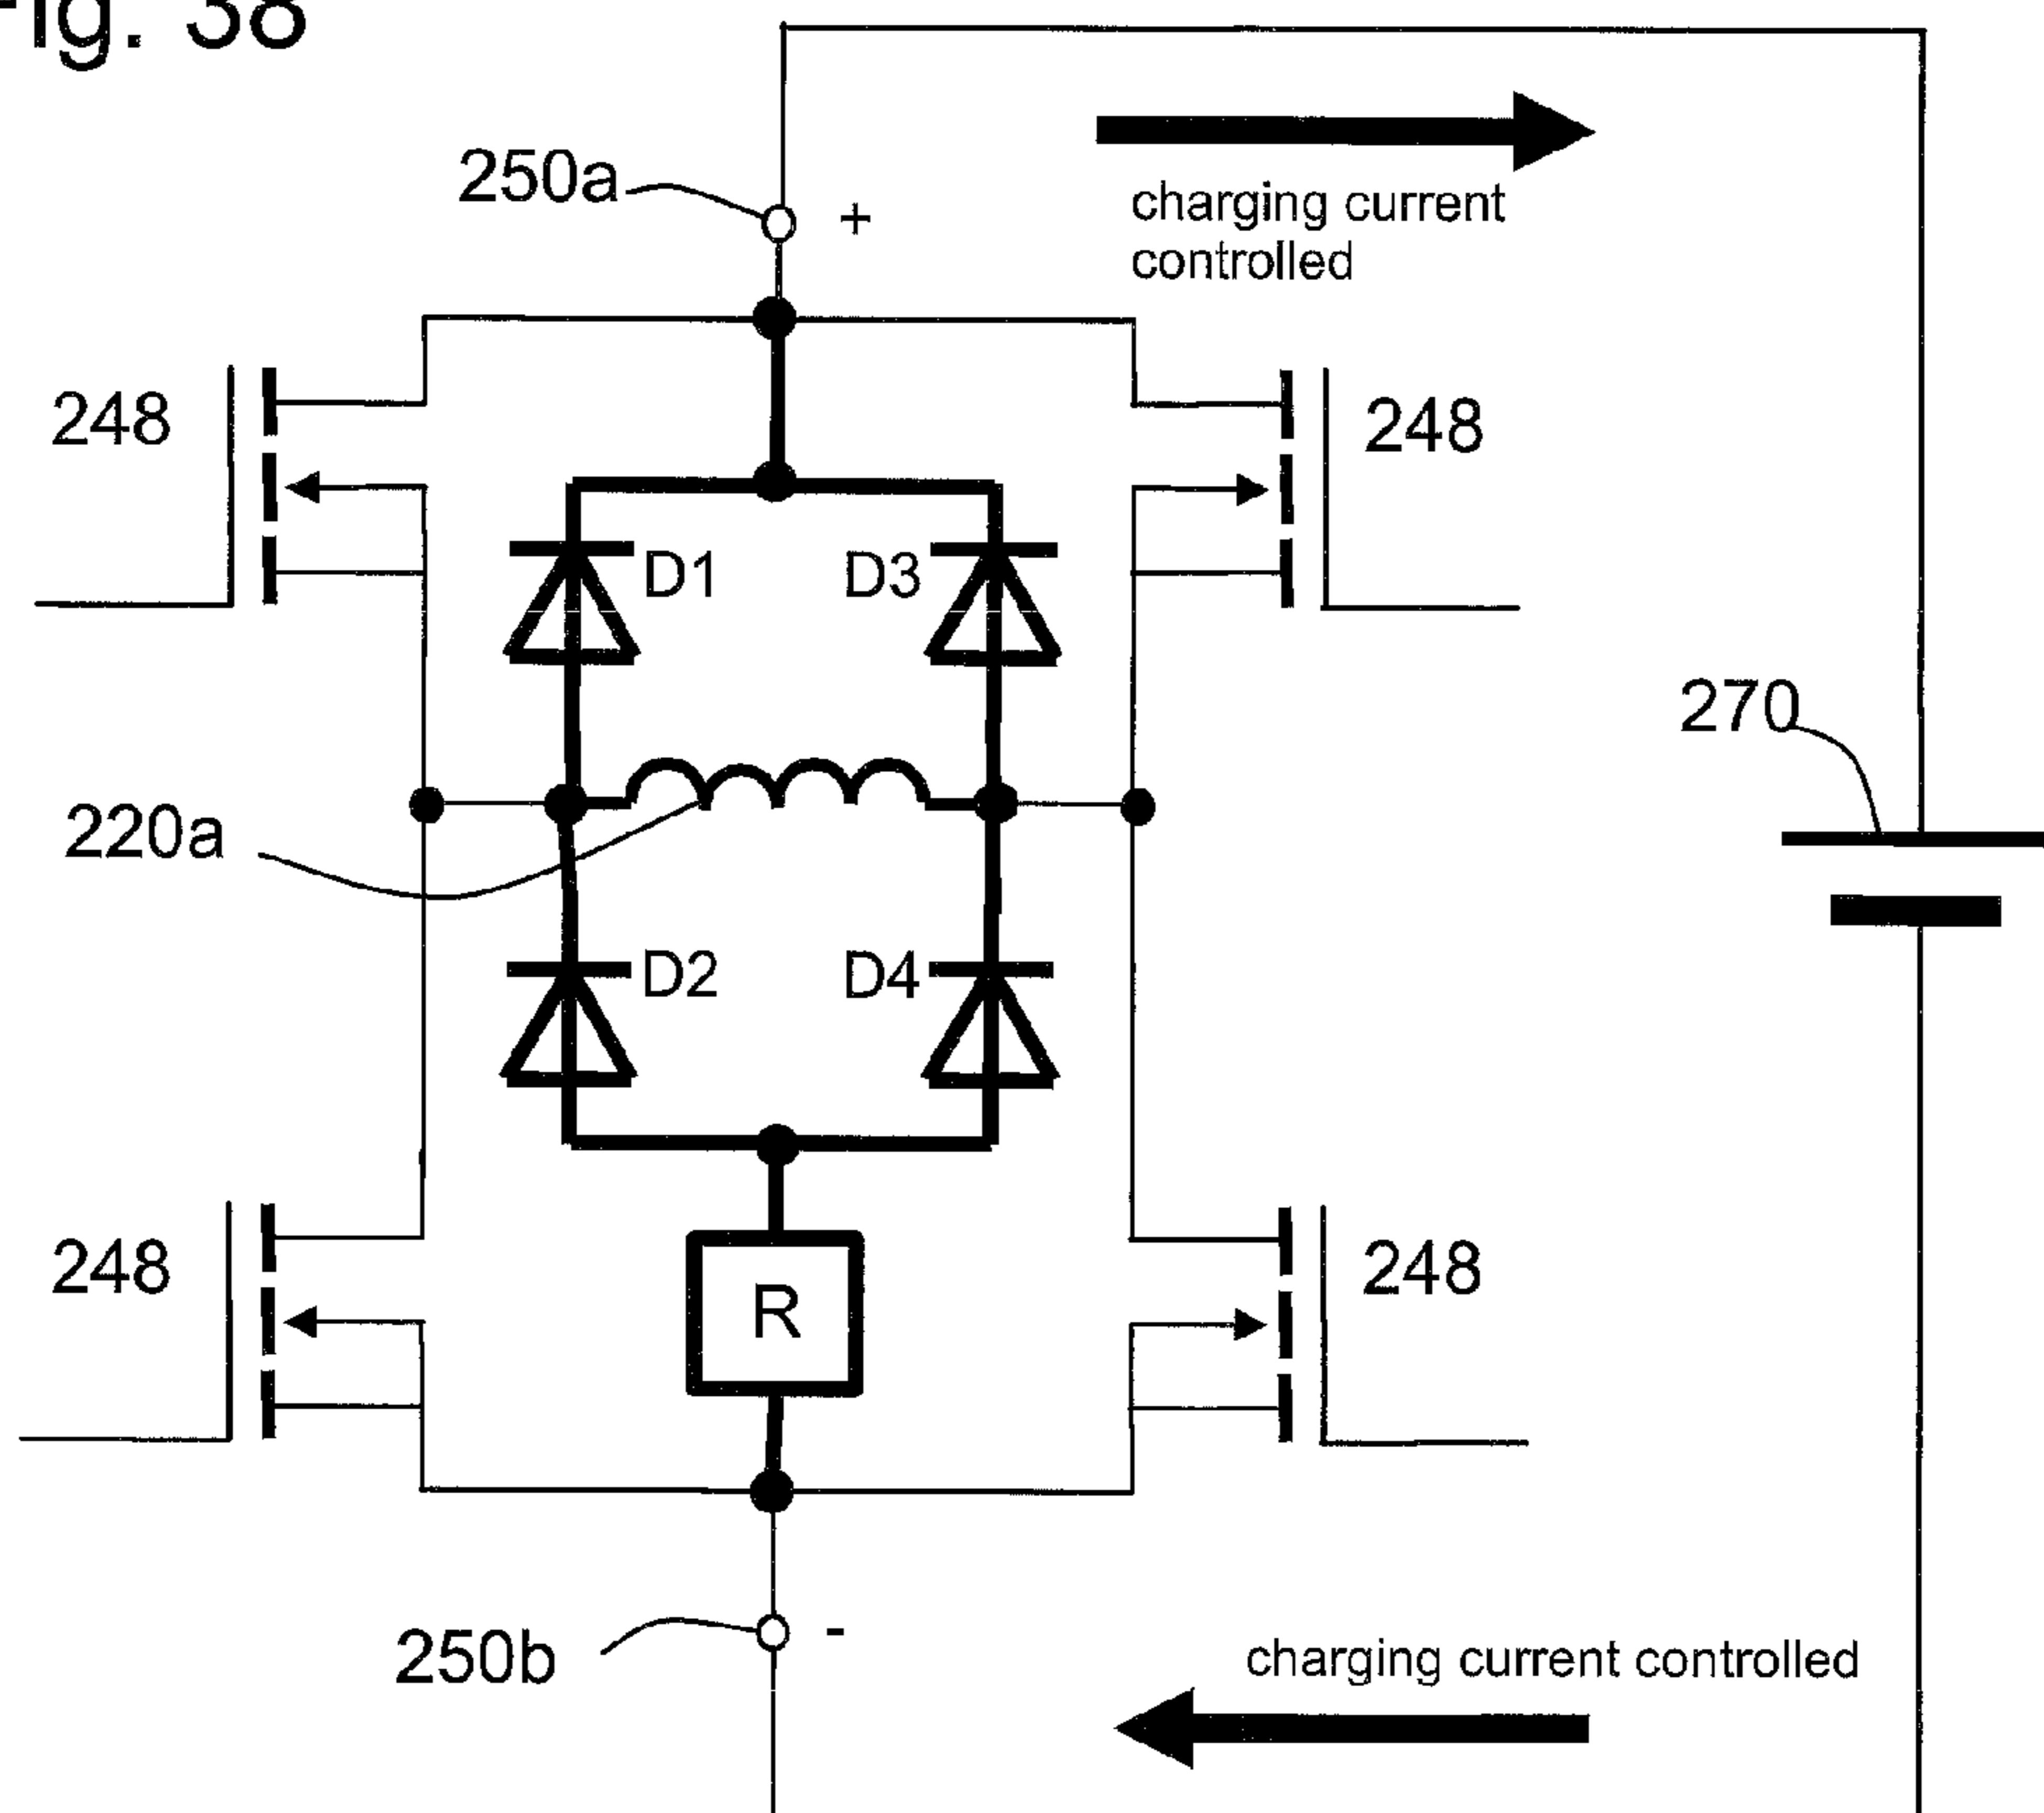 Fig. 38
250a
+
charging current
controlled
248
248
D1
D3
270
220a
D2
D4
248
R
248
250b
-
charging current controlled